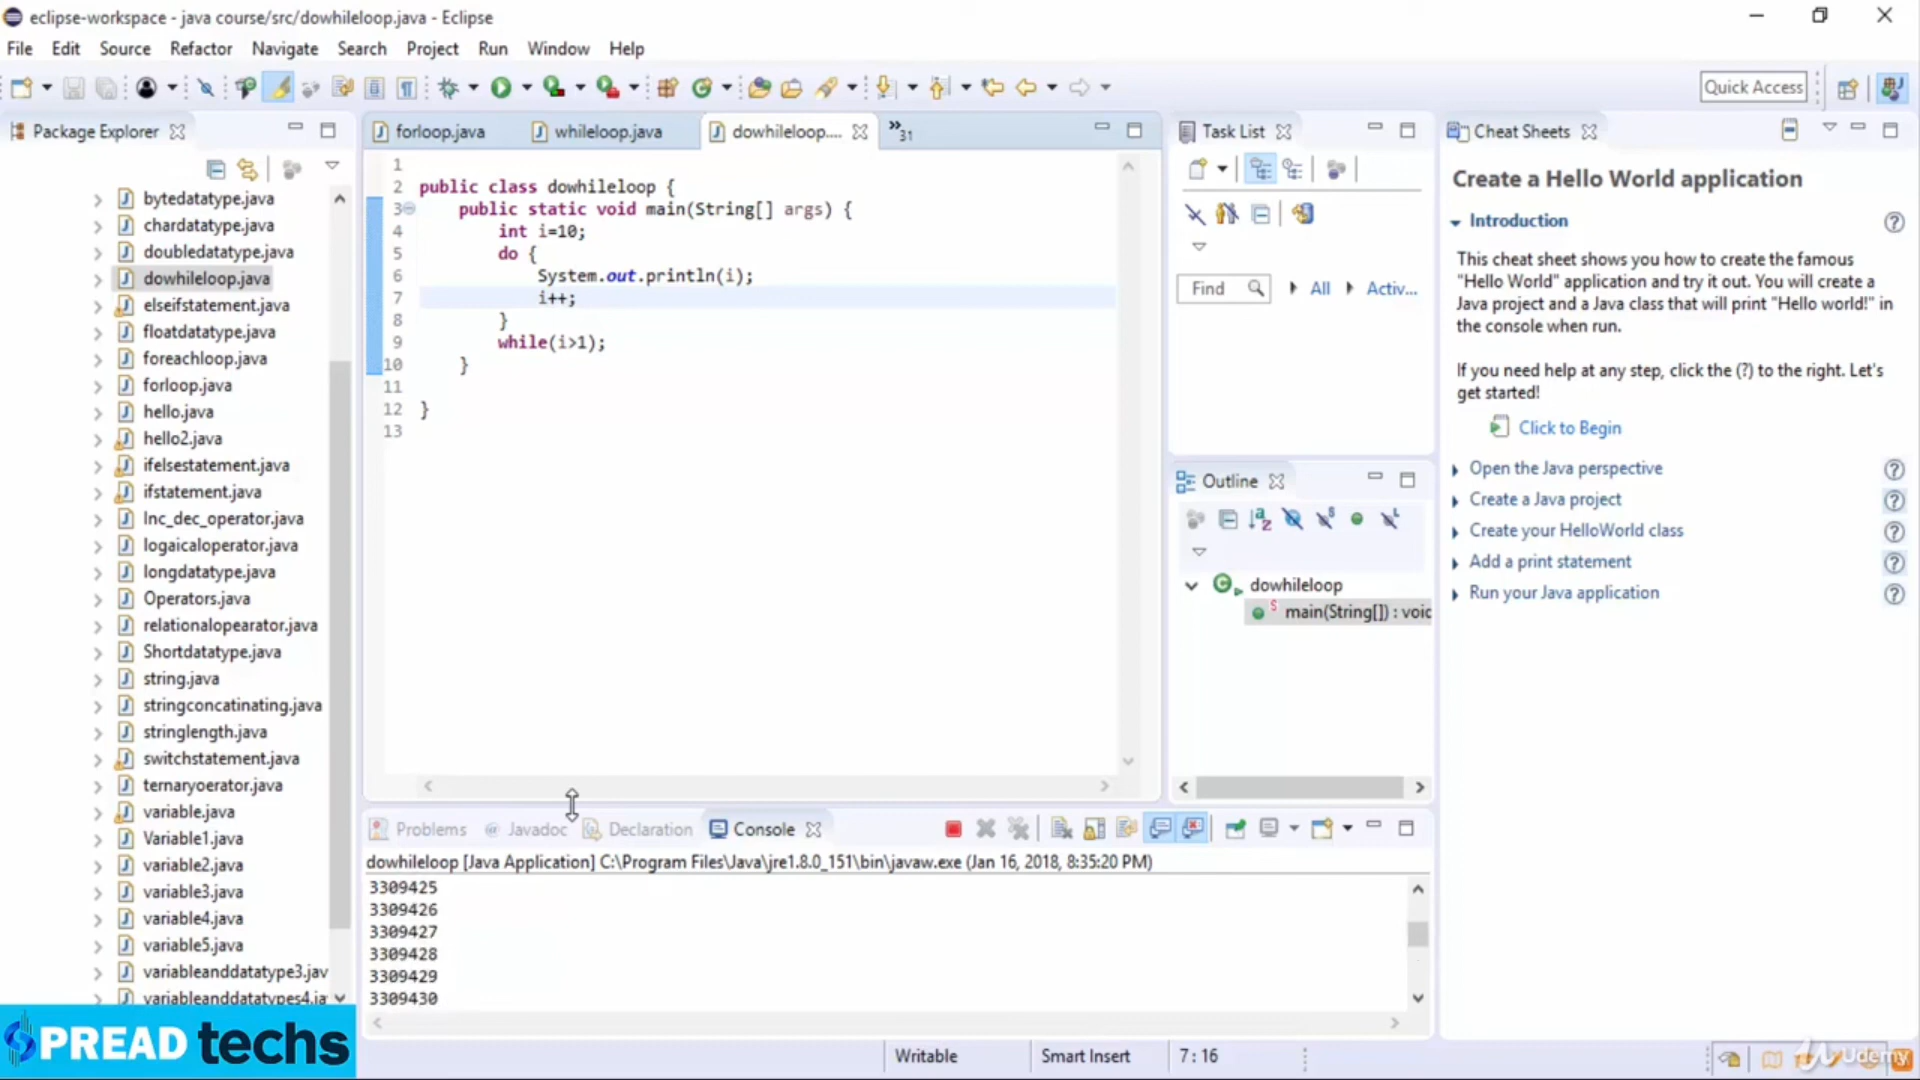 eclipse-workspace - java course/src/dowhileloop.java - Eclipse
File Edit Source Refactor Navigate Search Project Run Window Help
Quick Access
Package Explorer
bytedatatype.java
chardatatype.java
doubledatatype.java
dowhileloop.java
elseifstatement.java
floatdatatype.java
foreachloop.java
forloop.java
hello.java
hello2.java
ifelsestatement.java
ifstatement.java
Inc_dec_operator.java
logaicaloperator.java
longdatatype.java
Operators.java
relationalopearator.java
Shortdatatype.java
string.java
stringconcatinating.java
stringlength.java
switchstatement.java
ternaryoerator.java
variable.java
Variable1.java
variable2.java
variable3.java
variable4.java
variable5.java
variableanddatatype3.jav
variableanddatatypes4.ja
SPREAD techs
forloop.java whileloop.java dowhileloop.... »31
1
2 public class dowhileloop {
3 public static void main(String[] args) {
4 int i=10;
5 do {
6 System.out.println(i);
7 i++;
8 }
9 while(i>1);
10 }
11
12 }
13
Task List
Find All Activ...
Outline
dowhileloop
main(String[]) : voic
Cheat Sheets
Create a Hello World application
Introduction
This cheat sheet shows you how to create the famous
"Hello World" application and try it out. You will create a
Java project and a Java class that will print "Hello world!" in
the console when run.
If you need help at any step, click the (?) to the right. Let's
get started!
Click to Begin
Open the Java perspective
Create a Java project
Create your HelloWorld class
Add a print statement
Run your Java application
Problems Javadoc Declaration Console
dowhileloop [Java Application] C:\Program Files\Java\jre1.8.0_151\bin\javaw.exe (Jan 16, 2018, 8:35:20 PM)
3309425
3309426
3309427
3309428
3309429
3309430
Writable Smart Insert 7 : 16
Udemy